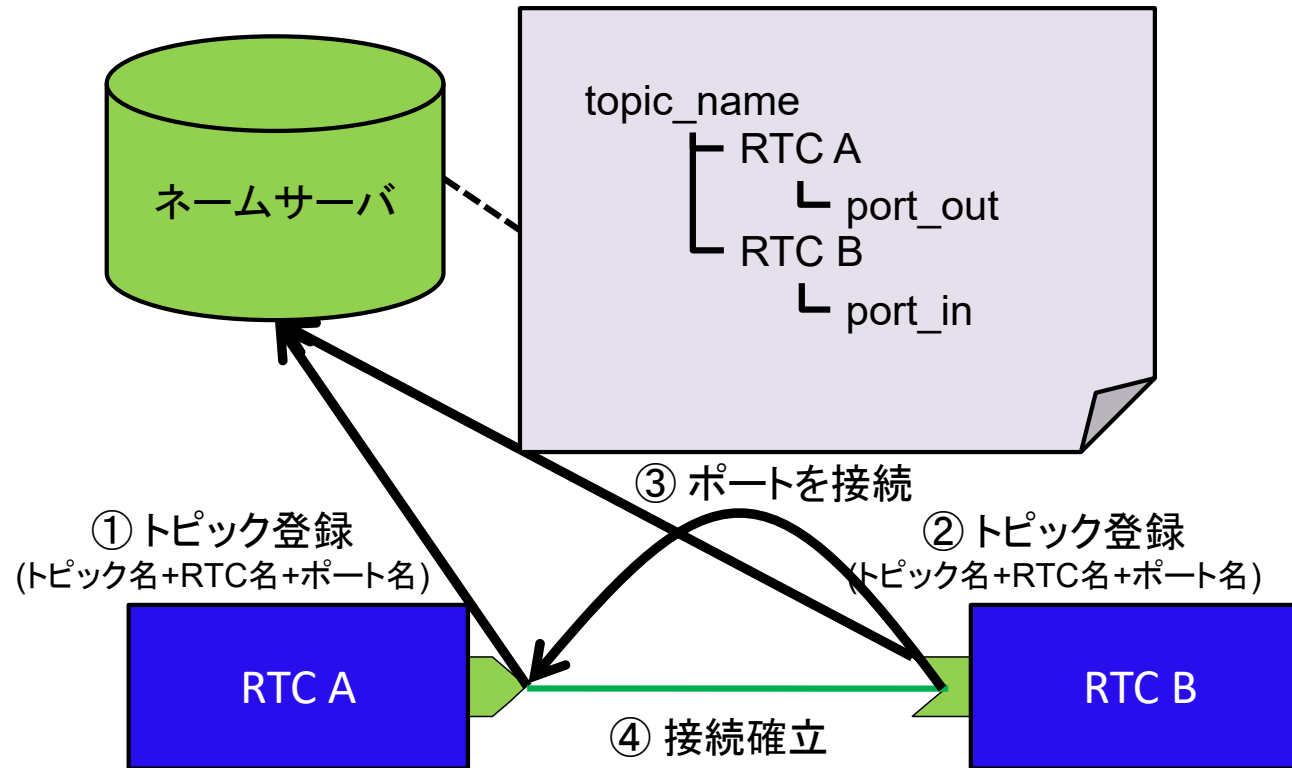 ネームサーバ
topic_name
RTC A
port_out
RTC B
port_in
③ ポートを接続
① トピック登録
(トピック名+RTC名+ポート名)
② トピック登録
(トピック名+RTC名+ポート名)
RTC A
RTC B
④ 接続確立